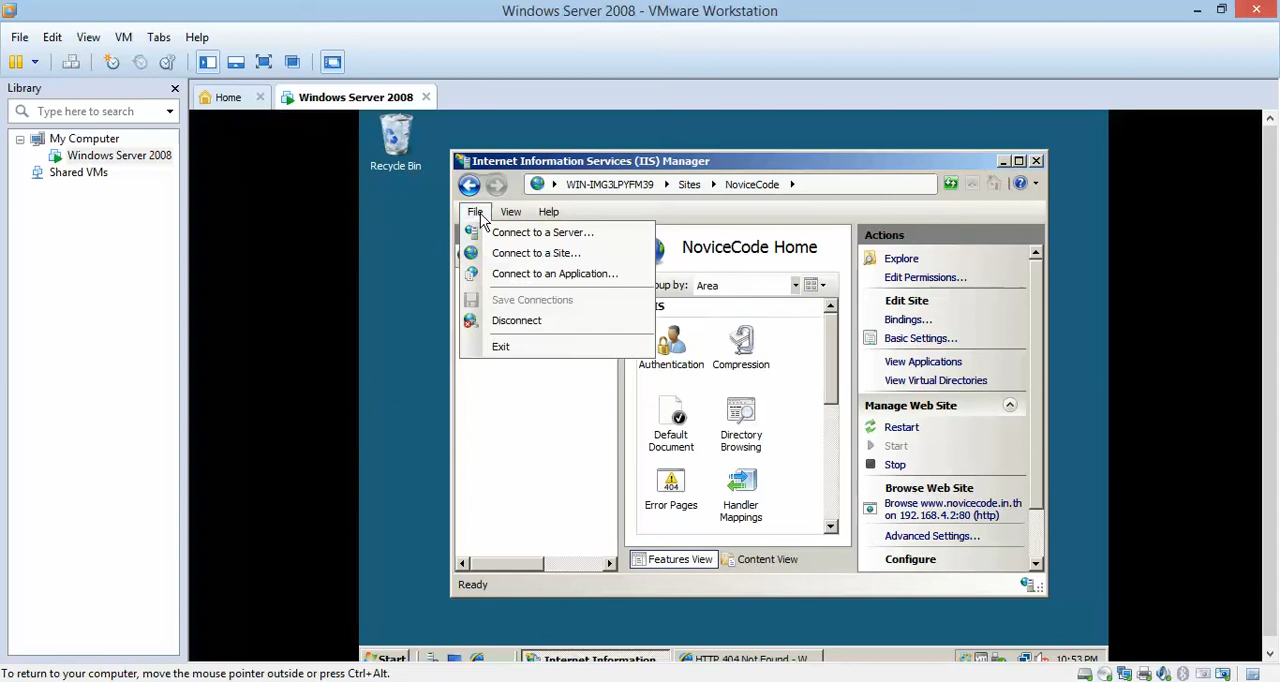 Windows Server 2008 - VMware Workstation
File Edit View VM Tabs Help
Library
Home
Windows Server 2008
Type here to search
My Computer
Windows Server 2008
Shared VMs
Recycle Bin
Internet Information Services (IIS) Manager
WIN-IMG3LPYFM39 Sites NoviceCode
File View Help
Connect to a Server...
Connect to a Site...
Connect to an Application...
Save Connections
Disconnect
Exit
NoviceCode Home
Area
Authentication
Compression
Default
Document
Directory
Browsing
404
Error Pages
Handler
Mappings
Features View
Content View
Actions
Explore
Edit Permissions...
Edit Site
Bindings...
Basic Settings...
View Applications
View Virtual Directories
Manage Web Site
Restart
Start
Stop
Browse Web Site
Browse www.novicecode.in.th
on 192.168.4.2:80 (http)
Advanced Settings...
Configure
Ready
Start
Internet Information
HTTP 404 Not Found - W
10:53 PM
To return to your computer, move the mouse pointer outside or press Ctrl+Alt.